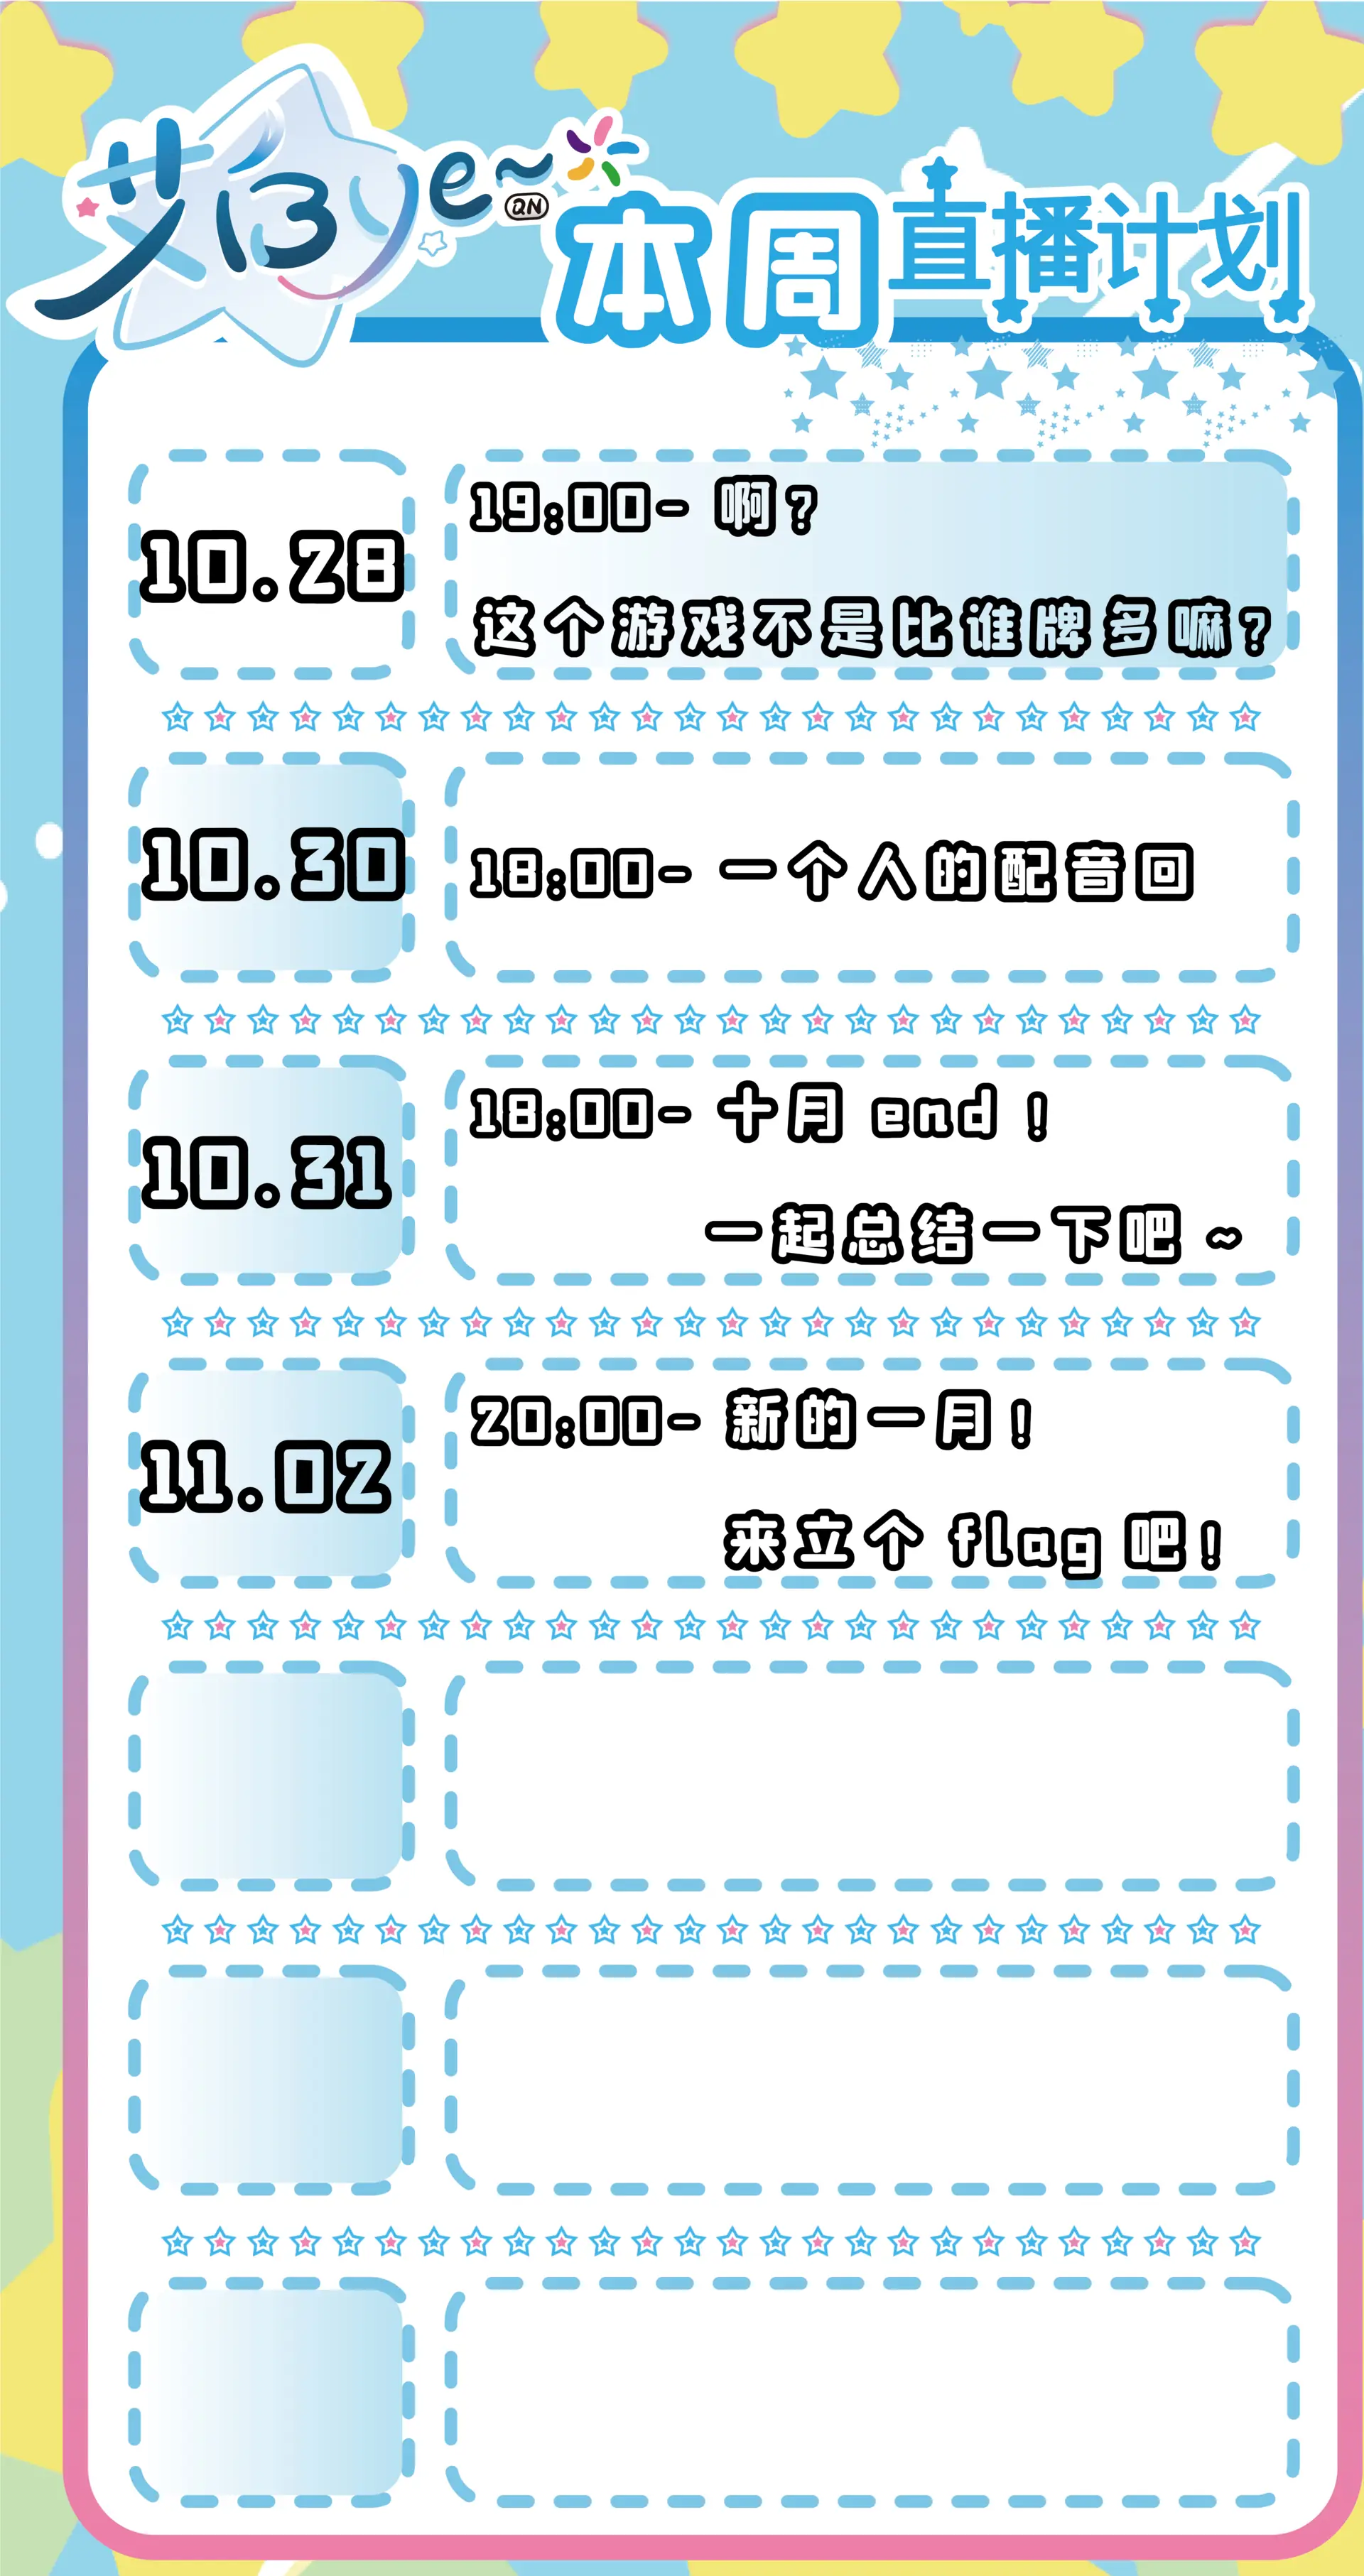 艾因ye~
QN
本周直播计划
10.28
19:00- 啊？
这个游戏不是比谁牌多嘛？
10.30
18:00- 一个人的配音回
10.31
18:00- 十月 end ！
一起总结一下吧 ~
11.02
20:00- 新的一月！
来立个 flag 吧！